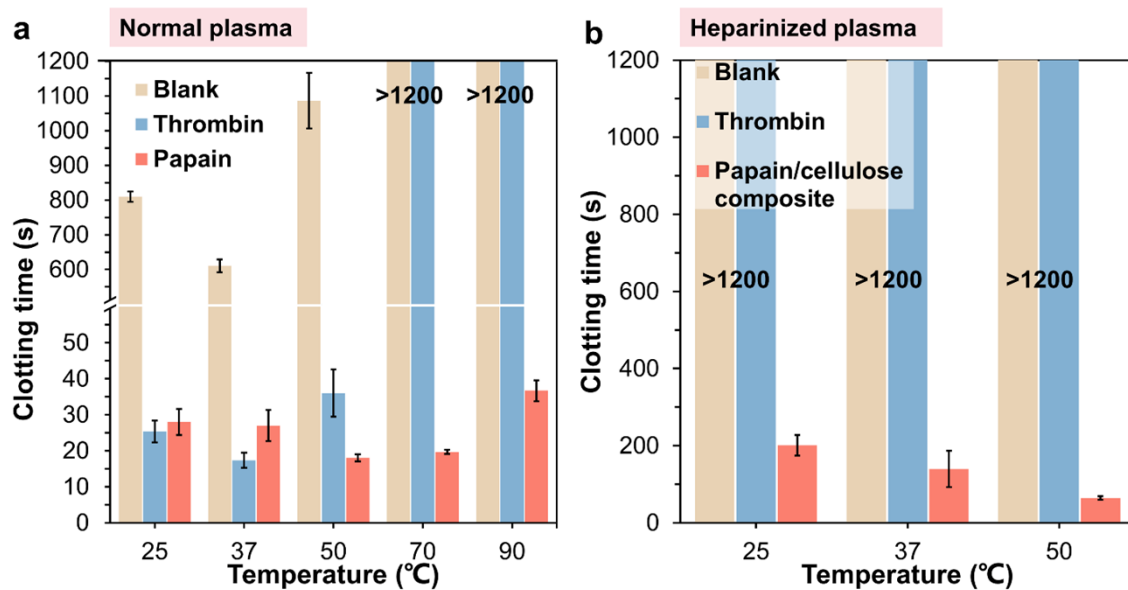 a
Normal plasma
Clotting time (s)
1200
1100
1000
900
800
700
600
50
40
30
20
10
0
Blank
Thrombin
Papain
>1200
>1200
25
37
50
70
90
Temperature (℃)
b
Heparinized plasma
Clotting time (s)
1200
1000
800
600
400
200
0
Blank
Thrombin
Papain/cellulose
composite
>1200
>1200
>1200
25
37
50
Temperature (℃)